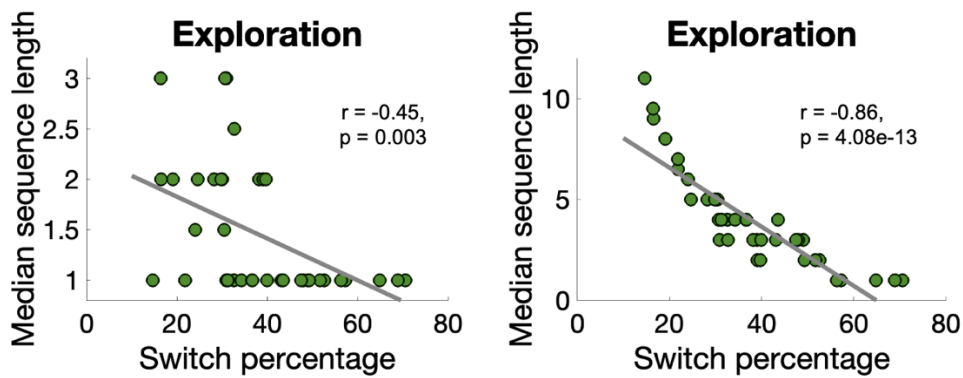 Exploration
Median sequence length
3
2.5
2
1.5
1
r = -0.45,
p = 0.003
0
20
40
60
80
Switch percentage
Exploration
Median sequence length
10
5
0
r = -0.86,
p = 4.08e-13
0
20
40
60
80
Switch percentage